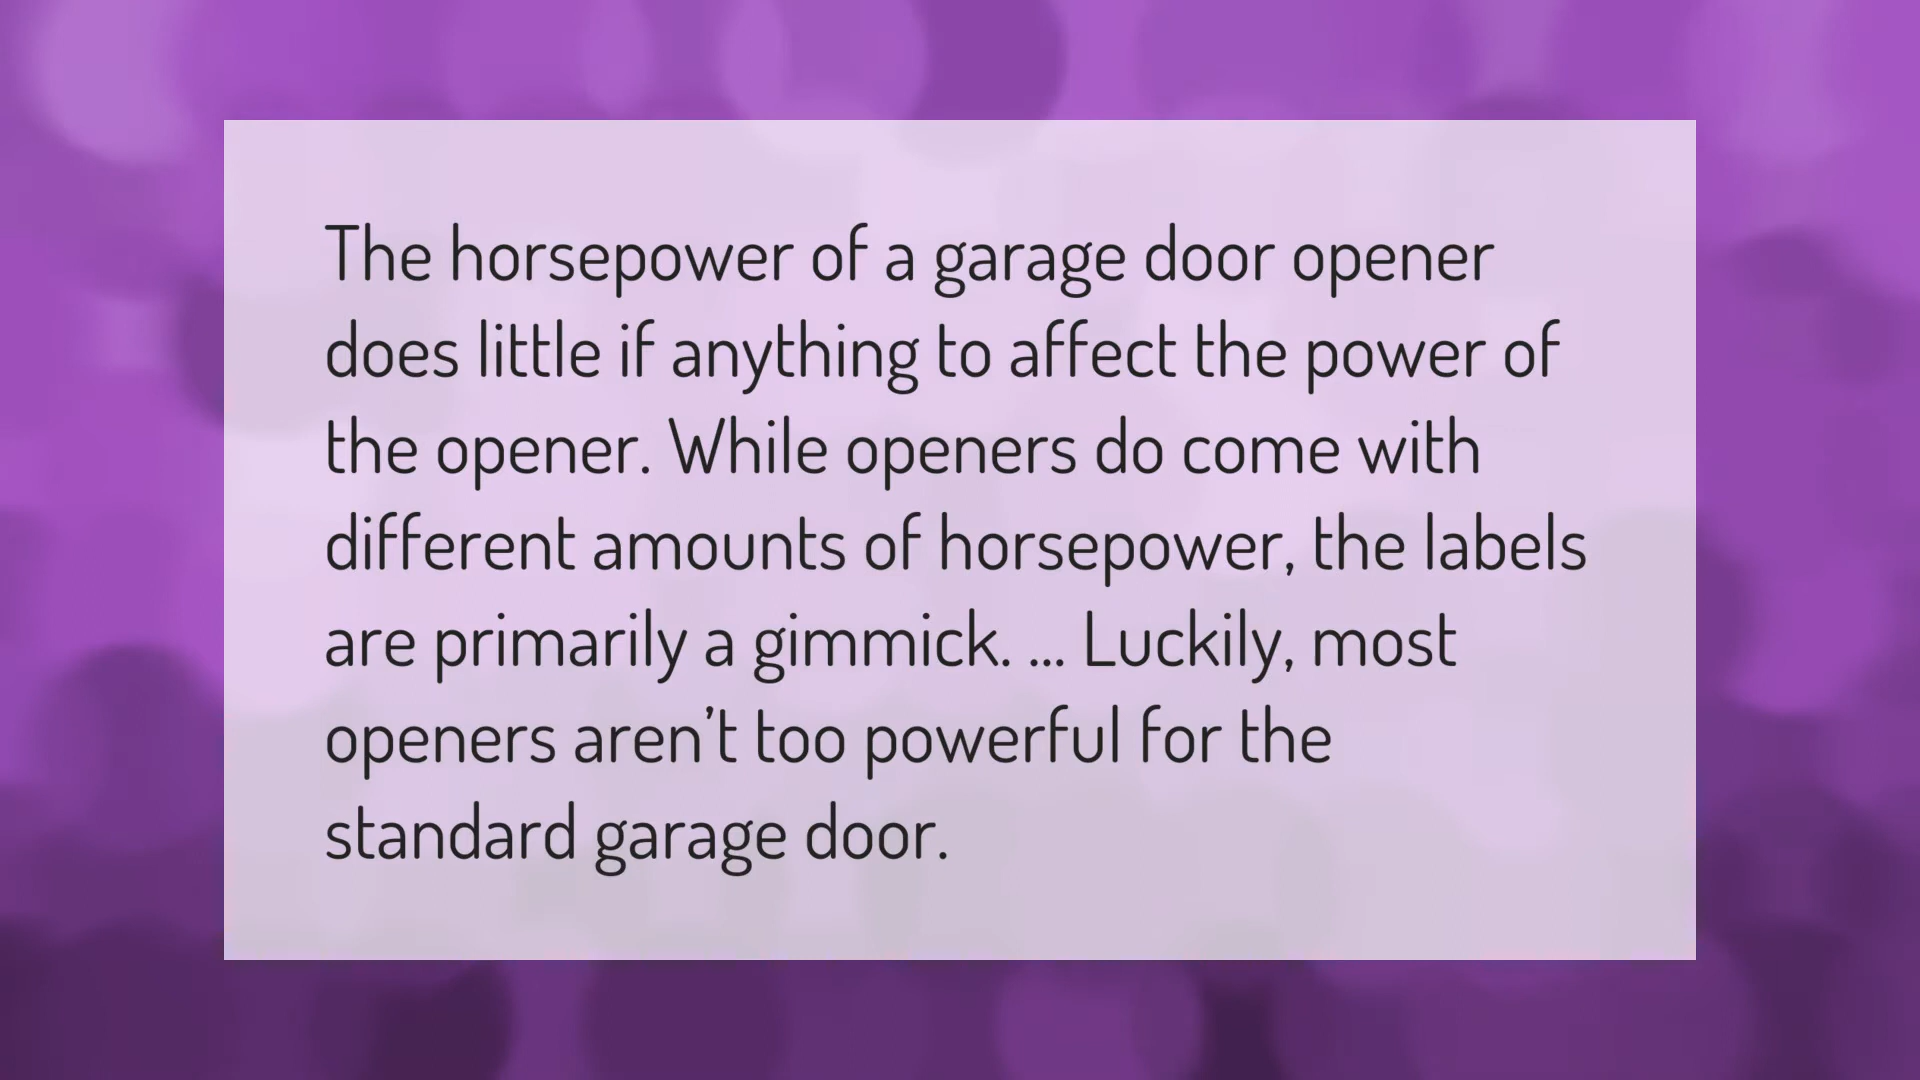 The horsepower of a garage door opener
does little if anything to affect the power of
the opener. While openers do come with
different amounts of horsepower, the labels
are primarily a gimmick. ... Luckily, most
openers aren't too powerful for the
standard garage door.